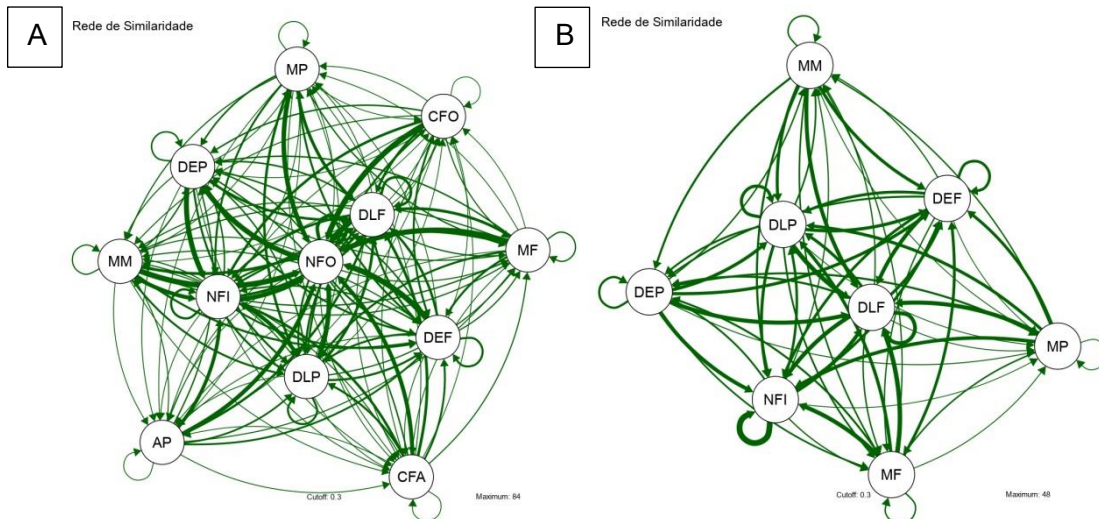 A
Rede de Similaridade
MP
CFO
DEP
DLF
MF
MM
NFO
NFI
DEF
DLP
AP
CFA
Cutoff: 0.3
Maximum: 84
B
Rede de Similaridade
MM
DEF
DLP
DEP
DLF
MP
NFI
MF
Cutoff: 0.3
Maximum: 48